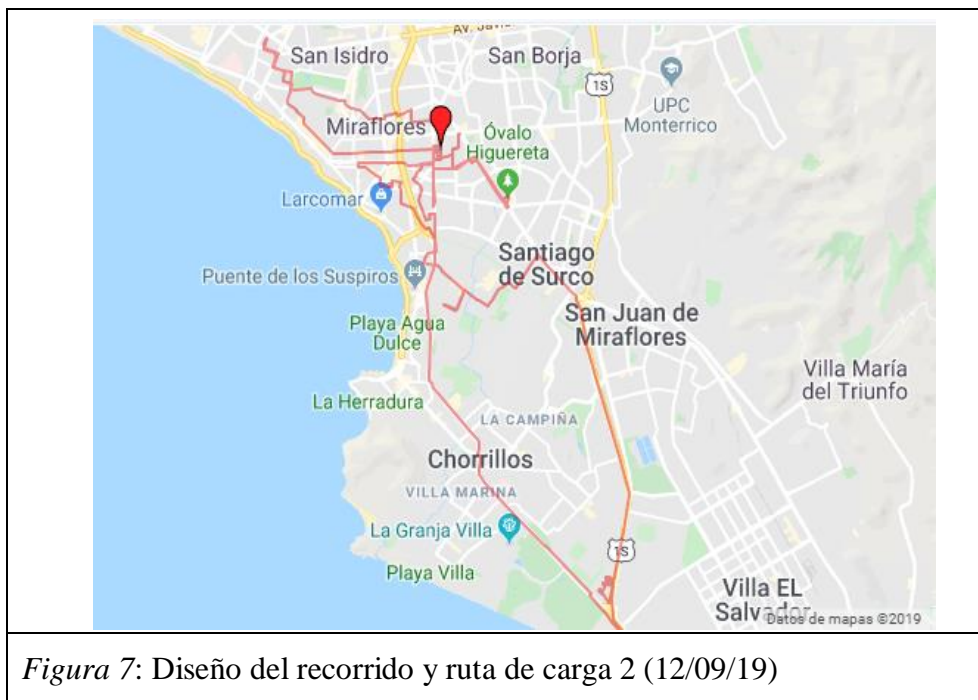 AV. Javier
San Isidro
San Borja
1S
UPC
Monterrico
Miraflores
Óvalo
Higuereta
Larcomar
Santiago
de Surco
Puente de los Suspiros
San Juan de
Miraflores
Playa Agua
Dulce
Villa María
del Triunfo
La Herradura
LA CAMPIÑA
Chorrillos
VILLA MARINA
La Granja Villa
1S
Playa Villa
Villa EL
Salvador
Datos de mapas ©2019
Figura 7: Diseño del recorrido y ruta de carga 2 (12/09/19)